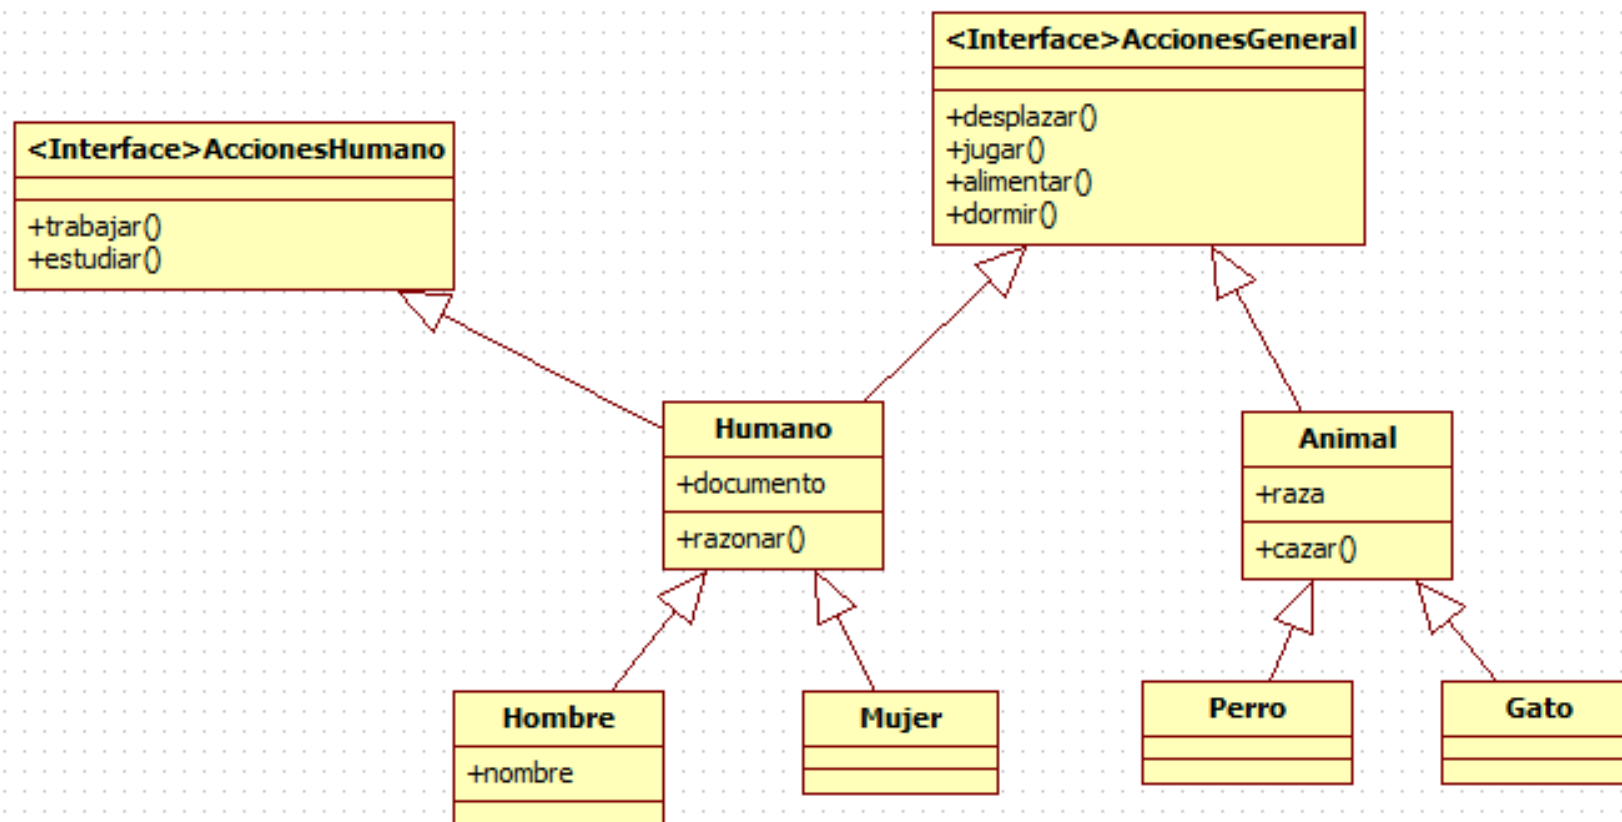 <Interface>AccionesGeneral
+desplazar()
+jugar()
+alimentar()
+dormir()
<Interface>AccionesHumano
+trabajar()
+estudiar()
Humano
+documento
+razonar()
Animal
+raza
+cazar()
Hombre
+nombre
Mujer
Perro
Gato